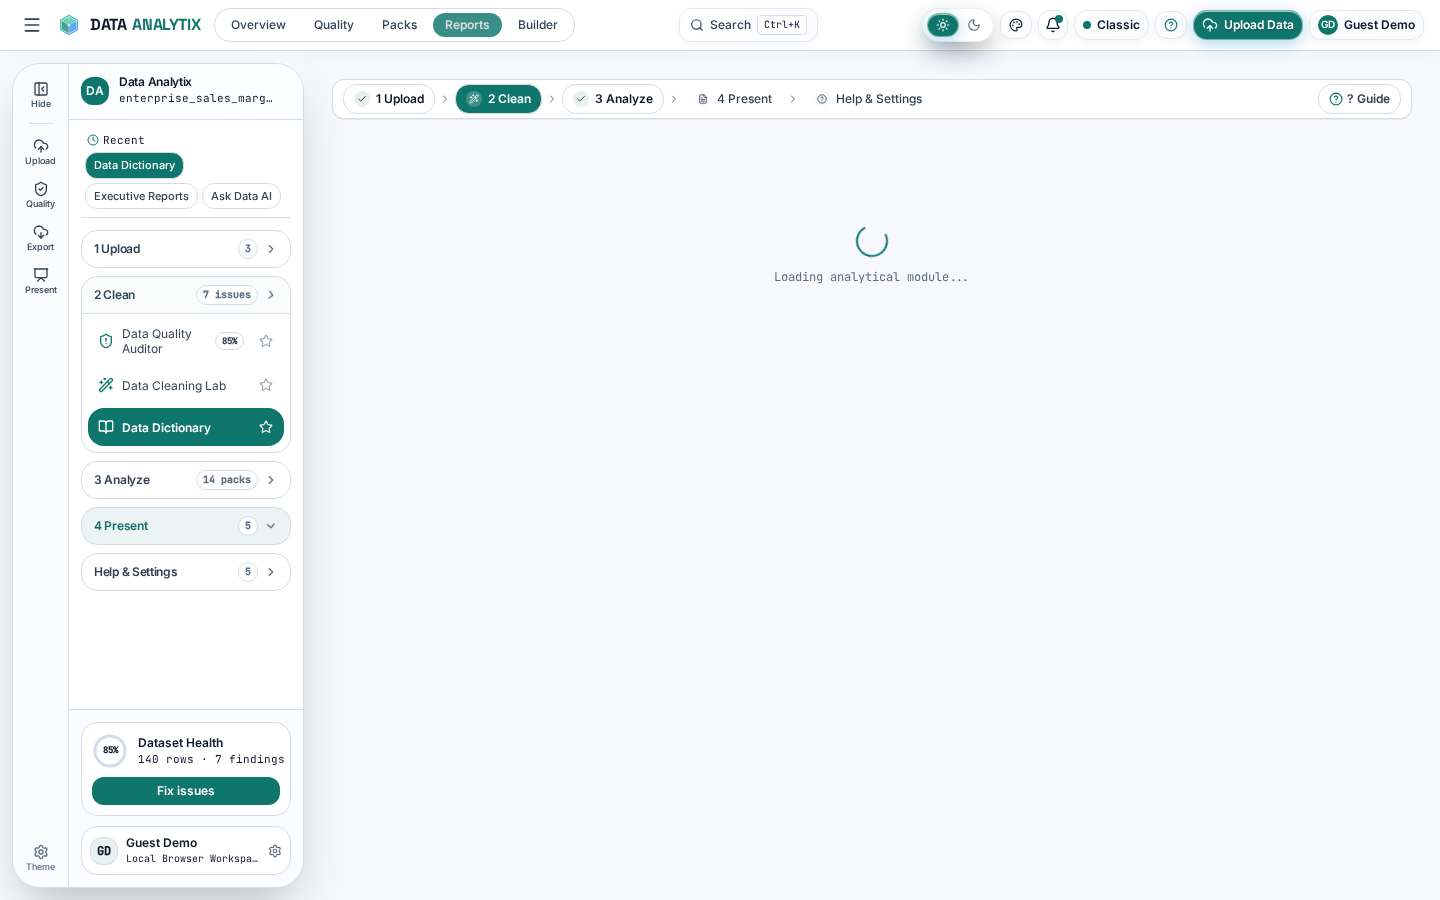 DATA ANALYTIX
Overview
Quality
Packs
Reports
Builder
Search
Ctrl+K
Classic
Upload Data
GD
Guest Demo
Hide
Upload
Quality
Export
Present
Theme
DA
Data Analytix
enterprise_sales_marg…
Recent
Data Dictionary
Executive Reports
Ask Data AI
1 Upload
3
2 Clean
7 issues
Data Quality
Auditor
85%
Data Cleaning Lab
Data Dictionary
3 Analyze
14 packs
4 Present
5
Help & Settings
5
85%
Dataset Health
140 rows · 7 findings
Fix issues
GD
Guest Demo
Local Browser Workspa…
1 Upload
2 Clean
3 Analyze
4 Present
Help & Settings
? Guide
Loading analytical module...